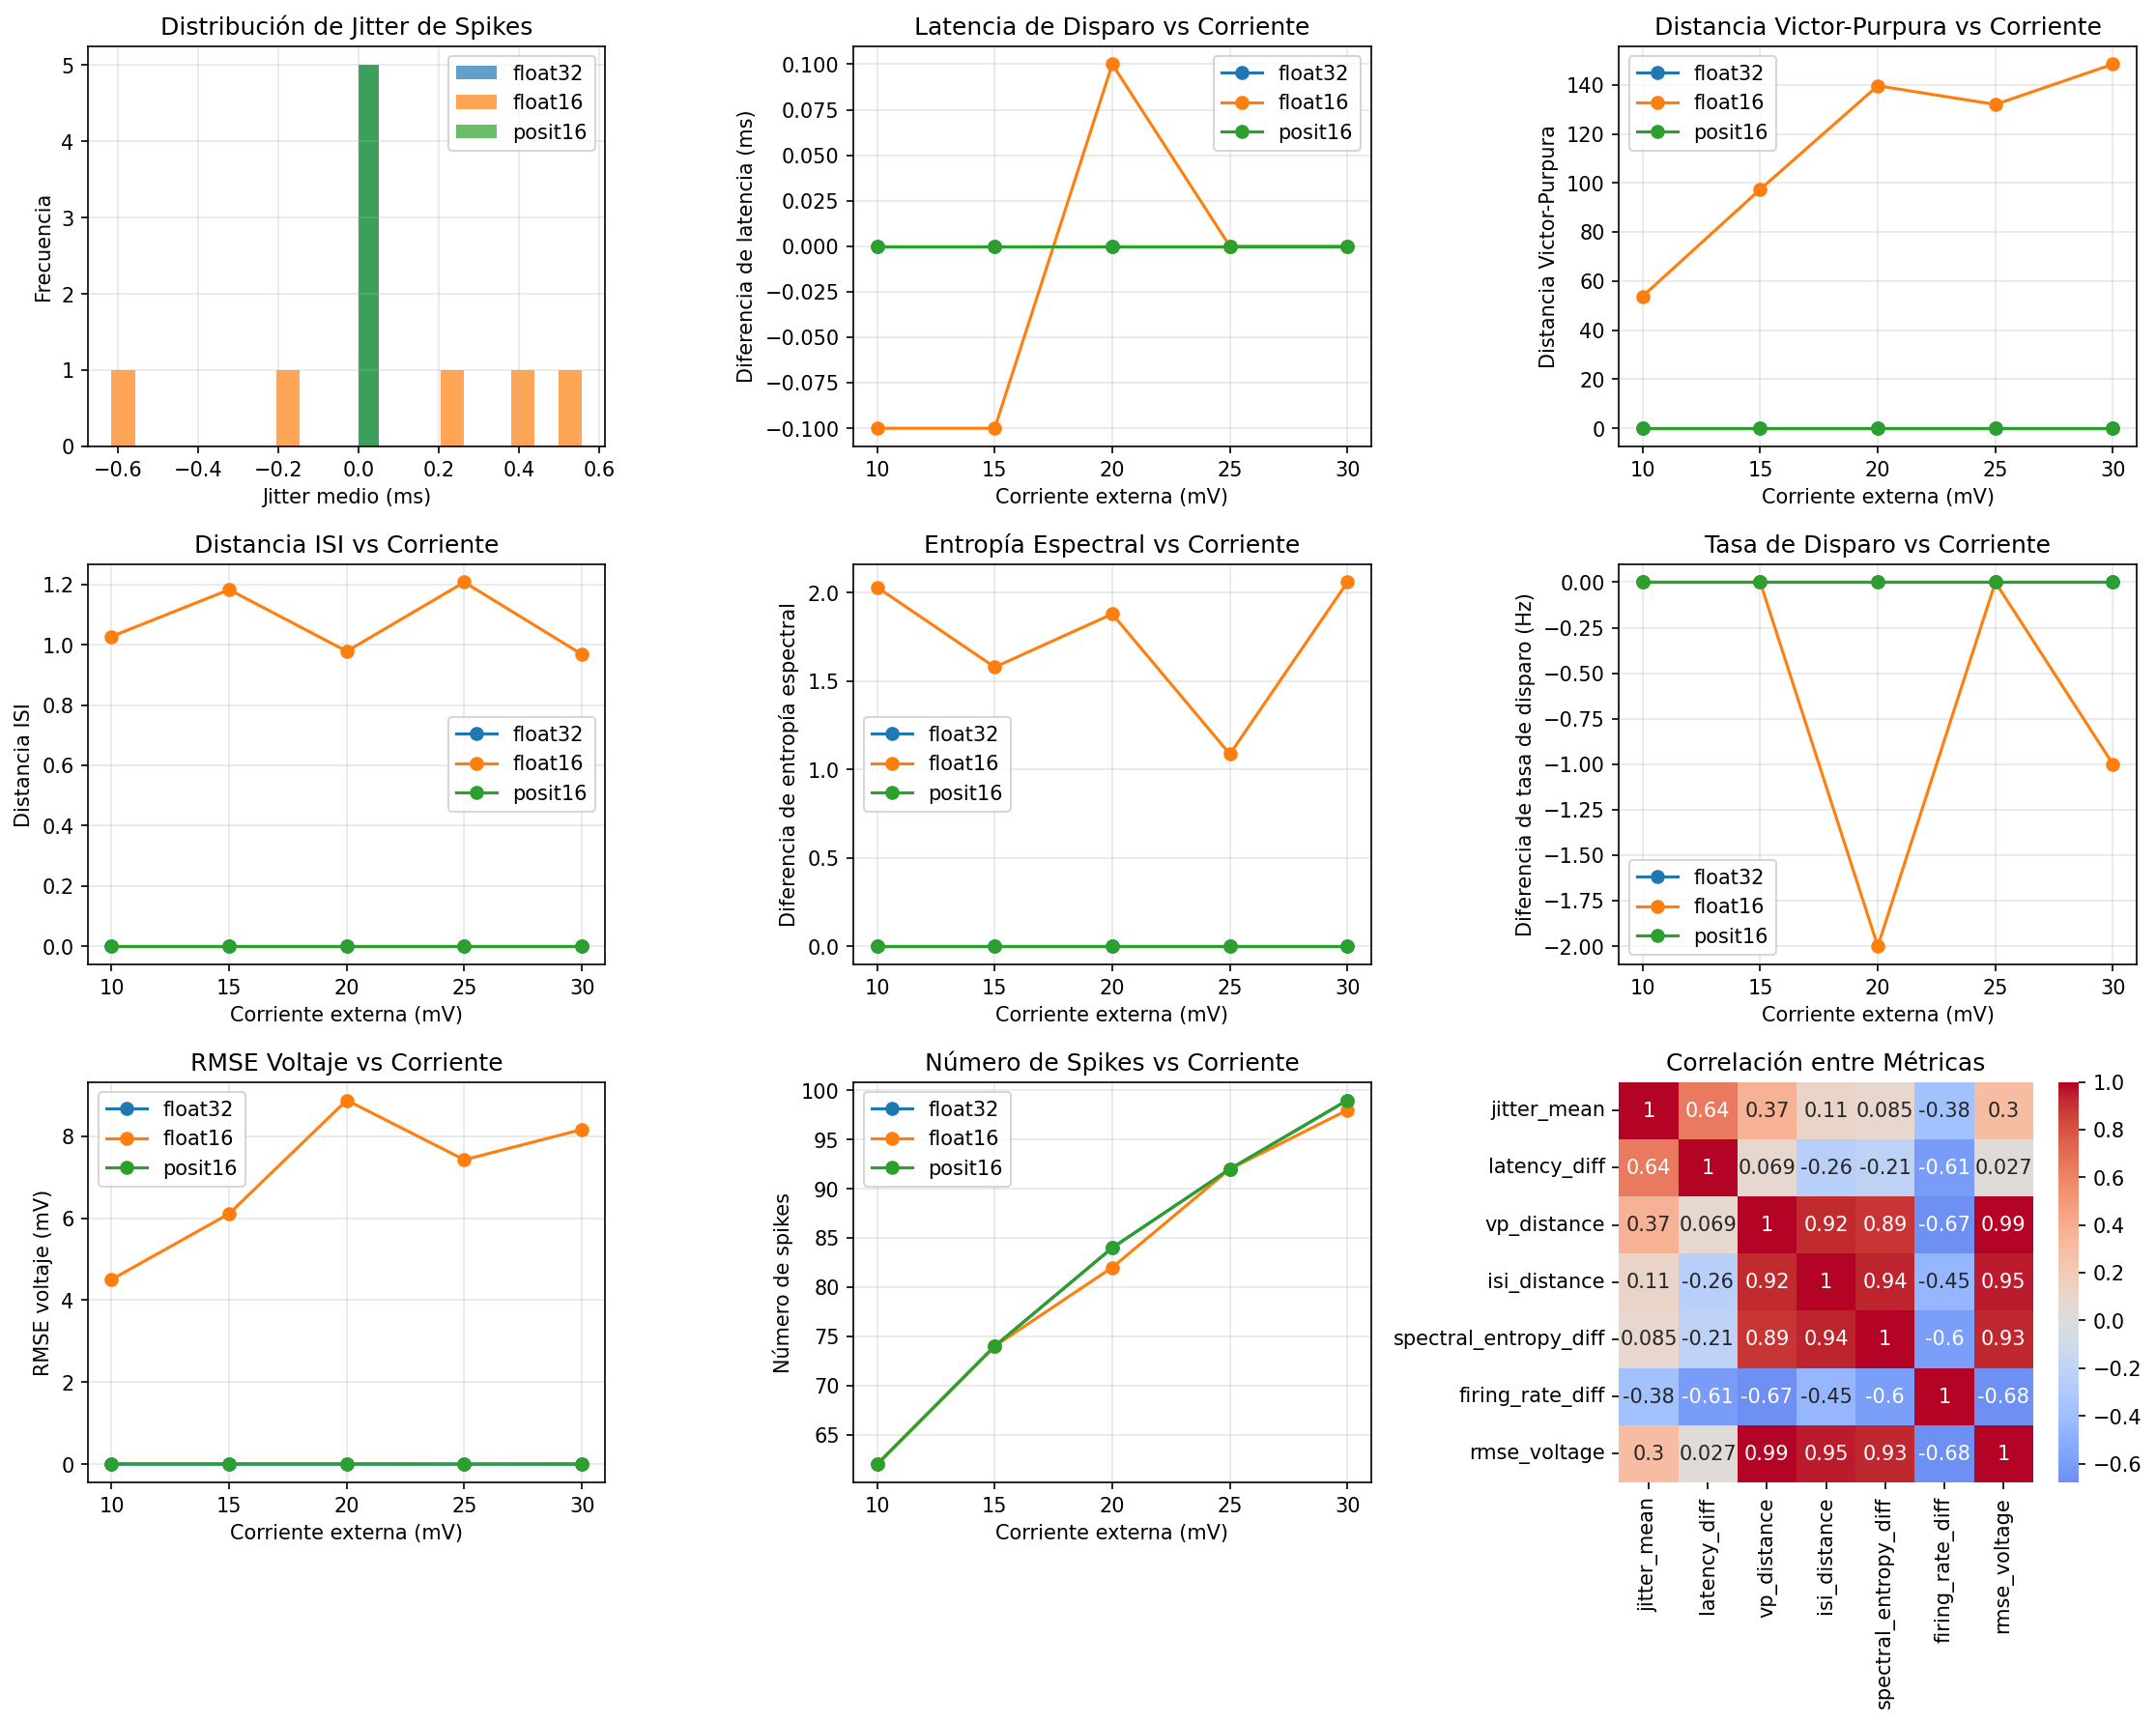 Distribución de Jitter de Spikes
Frecuencia
5
4
3
2
1
0
float32
float16
posit16
−0.6 −0.4 −0.2 0.0 0.2 0.4 0.6
Jitter medio (ms)
Latencia de Disparo vs Corriente
Diferencia de latencia (ms)
0.100
0.075
0.050
0.025
0.000
−0.025
−0.050
−0.075
−0.100
float32
float16
posit16
10 15 20 25 30
Corriente externa (mV)
Distancia Victor-Purpura vs Corriente
Distancia Victor-Purpura
140
120
100
80
60
40
20
0
float32
float16
posit16
10 15 20 25 30
Corriente externa (mV)
Distancia ISI vs Corriente
Distancia ISI
1.2
1.0
0.8
0.6
0.4
0.2
0.0
float32
float16
posit16
10 15 20 25 30
Corriente externa (mV)
Entropía Espectral vs Corriente
Diferencia de entropía espectral
2.0
1.5
1.0
0.5
0.0
float32
float16
posit16
10 15 20 25 30
Corriente externa (mV)
Tasa de Disparo vs Corriente
Diferencia de tasa de disparo (Hz)
0.00
−0.25
−0.50
−0.75
−1.00
−1.25
−1.50
−1.75
−2.00
float32
float16
posit16
10 15 20 25 30
Corriente externa (mV)
RMSE Voltaje vs Corriente
RMSE voltaje (mV)
8
6
4
2
0
float32
float16
posit16
10 15 20 25 30
Corriente externa (mV)
Número de Spikes vs Corriente
Número de spikes
100
95
90
85
80
75
70
65
float32
float16
posit16
10 15 20 25 30
Corriente externa (mV)
Correlación entre Métricas
jitter_mean 1 0.64 0.37 0.11 0.085 -0.38 0.3
latency_diff 0.64 1 0.069 -0.26 -0.21 -0.61 0.027
vp_distance 0.37 0.069 1 0.92 0.89 -0.67 0.99
isi_distance 0.11 -0.26 0.92 1 0.94 -0.45 0.95
spectral_entropy_diff 0.085 -0.21 0.89 0.94 1 -0.6 0.93
firing_rate_diff -0.38 -0.61 -0.67 -0.45 -0.6 1 -0.68
rmse_voltage 0.3 0.027 0.99 0.95 0.93 -0.68 1
jitter_mean
latency_diff
vp_distance
isi_distance
spectral_entropy_diff
firing_rate_diff
rmse_voltage
1.0
0.8
0.6
0.4
0.2
0.0
−0.2
−0.4
−0.6